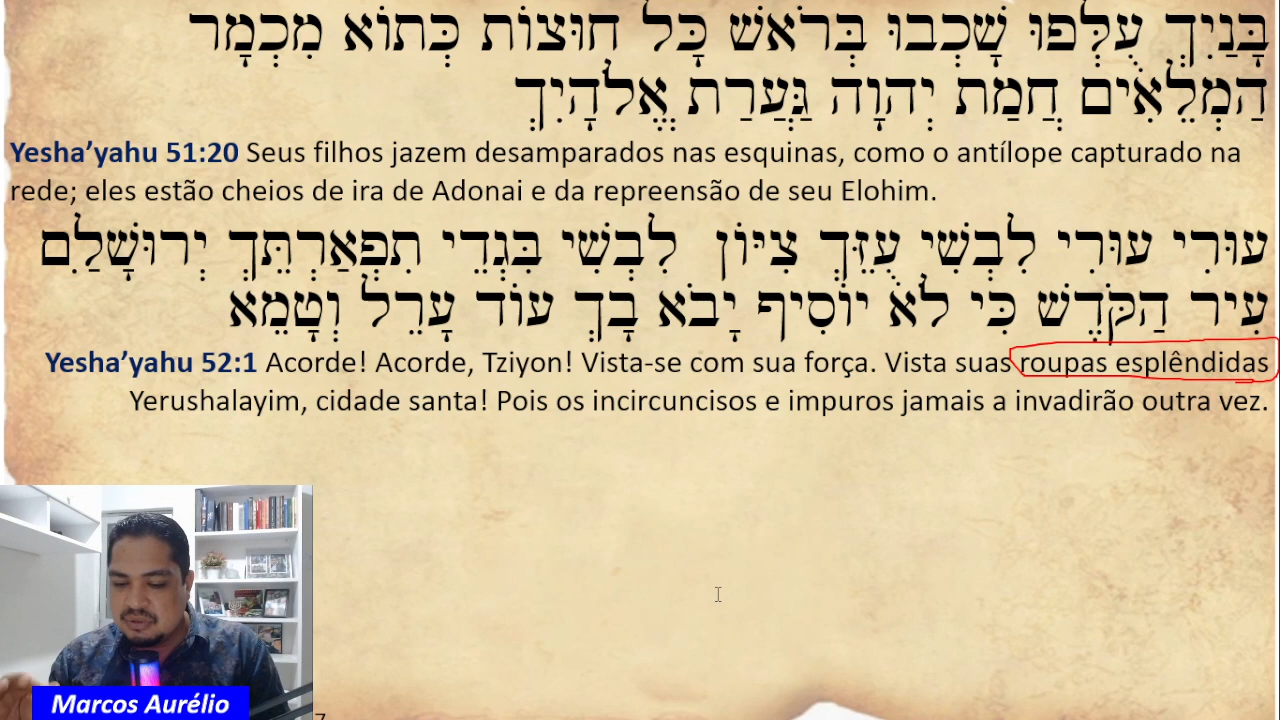 בָּנַיִךְ עֻלְּפוּ שָׁכְבוּ בְּרֹאשׁ כָּל חוּצוֹת כְּתוֹא מִכְמָר
הַמְלֵאִים חֲמַת יְהוָה גַּעֲרַת אֱלֹהָיִךְ
Yesha’yahu 51:20 Seus filhos jazem desamparados nas esquinas, como o antílope capturado na
rede; eles estão cheios de ira de Adonai e da repreensão de seu Elohim.
עוּרִי עוּרִי לִבְשִׁי עֻזֵּךְ צִיּוֹן לִבְשִׁי בִּגְדֵי תִפְאַרְתֵּךְ יְרוּשָׁלִַם
עִיר הַקֹּדֶשׁ כִּי לֹא יוֹסִיף יָבֹא בָךְ עוֹד עָרֵל וְטָמֵא
Yesha’yahu 52:1 Acorde! Acorde, Tziyon! Vista-se com sua força. Vista suas roupas esplêndidas
Yerushalayim, cidade santa! Pois os incircuncisos e impuros jamais a invadirão outra vez.
Marcos Aurélio